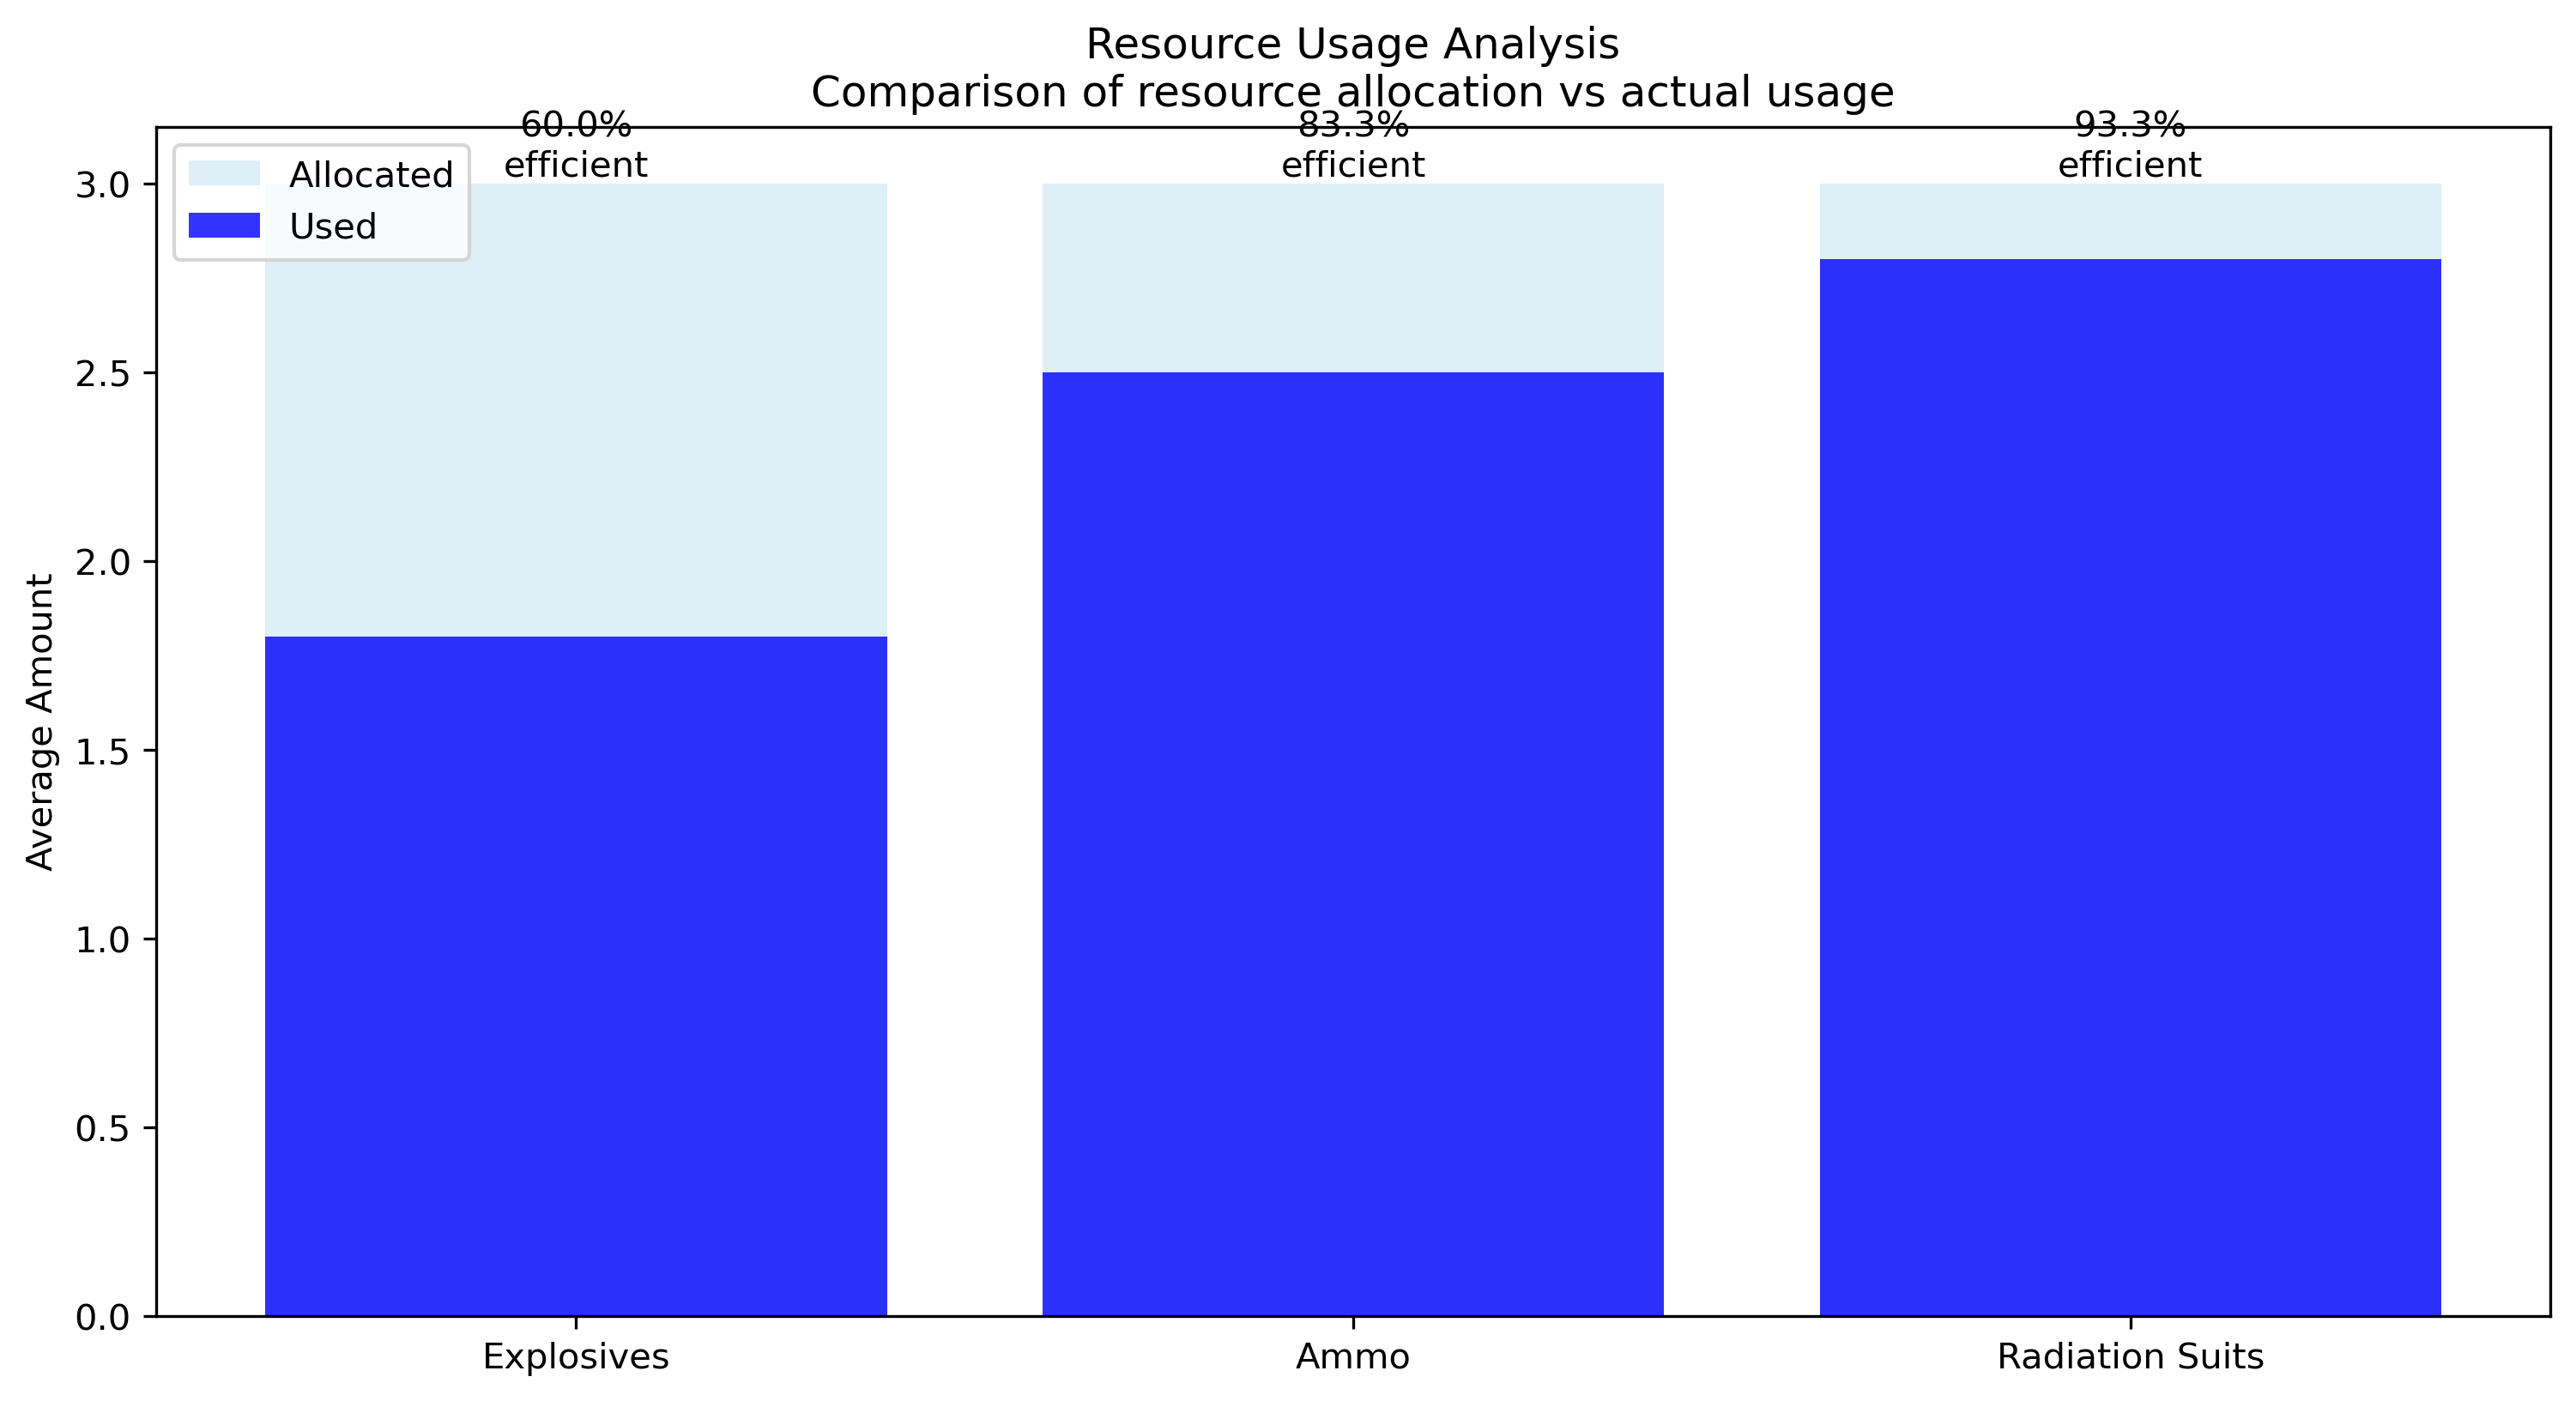 Resource Usage Analysis
Comparison of resource allocation vs actual usage
60.0%
efficient
83.3%
efficient
93.3%
efficient
Allocated
Used
3.0
2.5
2.0
1.5
1.0
0.5
0.0
Average Amount
Explosives
Ammo
Radiation Suits